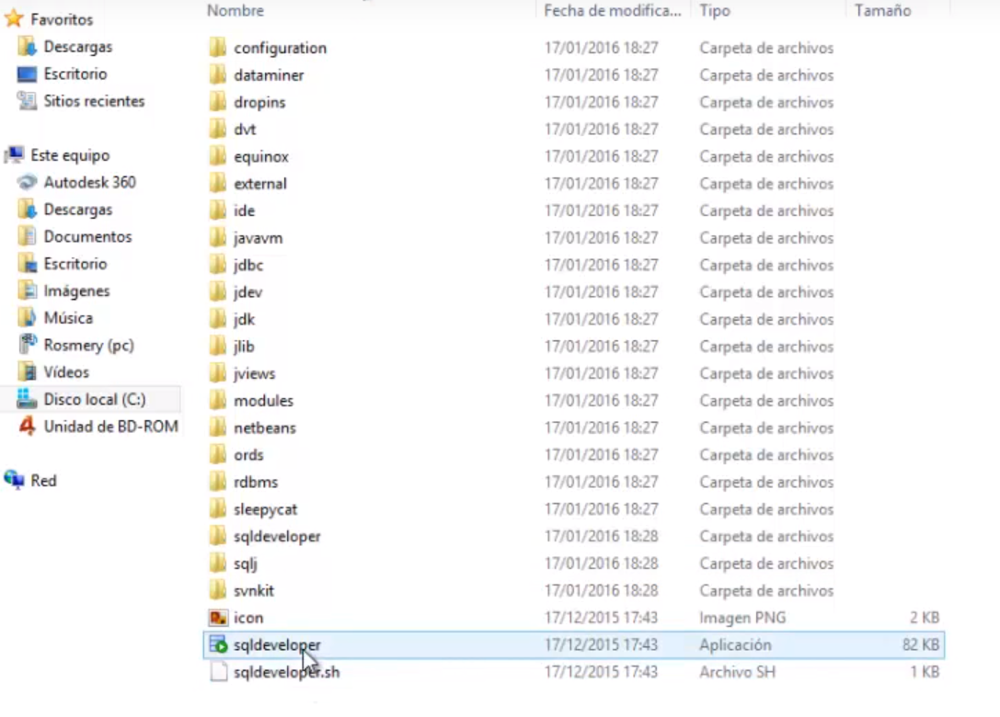 Nombre Fecha de modifica... Tipo Tamaño
Favoritos
Descargas
Escritorio
Sitios recientes
Este equipo
Autodesk 360
Descargas
Documentos
Escritorio
Imágenes
Música
Rosmery (pc)
Vídeos
Disco local (C:)
Unidad de BD-ROM
Red
configuration 17/01/2016 18:27 Carpeta de archivos
dataminer 17/01/2016 18:27 Carpeta de archivos
dropins 17/01/2016 18:27 Carpeta de archivos
dvt 17/01/2016 18:27 Carpeta de archivos
equinox 17/01/2016 18:27 Carpeta de archivos
external 17/01/2016 18:27 Carpeta de archivos
ide 17/01/2016 18:27 Carpeta de archivos
javavm 17/01/2016 18:27 Carpeta de archivos
jdbc 17/01/2016 18:27 Carpeta de archivos
jdev 17/01/2016 18:27 Carpeta de archivos
jdk 17/01/2016 18:27 Carpeta de archivos
jlib 17/01/2016 18:27 Carpeta de archivos
jviews 17/01/2016 18:27 Carpeta de archivos
modules 17/01/2016 18:27 Carpeta de archivos
netbeans 17/01/2016 18:27 Carpeta de archivos
ords 17/01/2016 18:27 Carpeta de archivos
rdbms 17/01/2016 18:27 Carpeta de archivos
sleepycat 17/01/2016 18:27 Carpeta de archivos
sqldeveloper 17/01/2016 18:28 Carpeta de archivos
sqlj 17/01/2016 18:28 Carpeta de archivos
svnkit 17/01/2016 18:28 Carpeta de archivos
icon 17/12/2015 17:43 Imagen PNG 2 KB
sqldeveloper 17/12/2015 17:43 Aplicación 82 KB
sqldeveloper.sh 17/12/2015 17:43 Archivo SH 1 KB